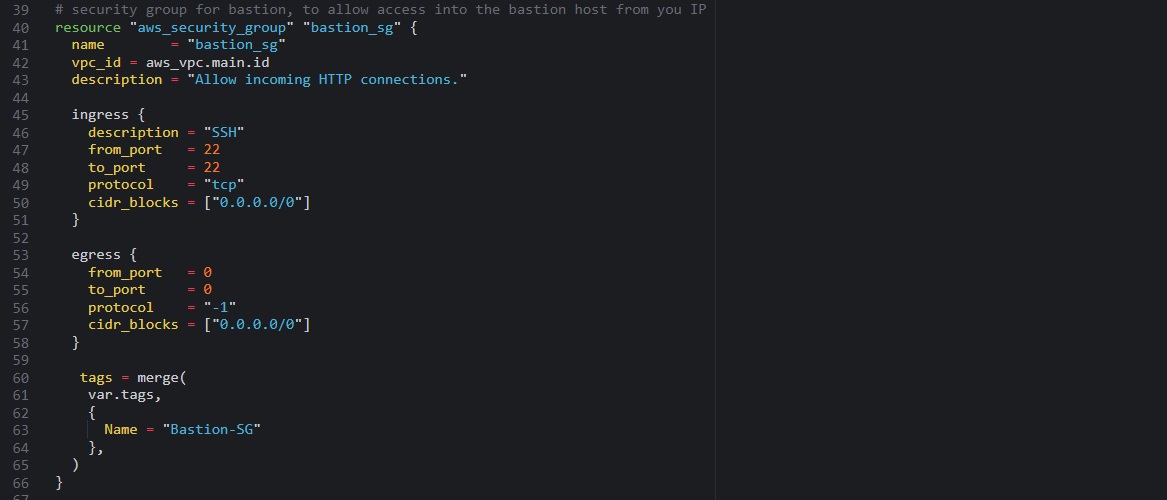 39 # security group for bastion, to allow access into the bastion host from you IP
40 resource "aws_security_group" "bastion_sg" {
41 name = "bastion_sg"
42 vpc_id = aws_vpc.main.id
43 description = "Allow incoming HTTP connections."
44
45 ingress {
46 description = "SSH"
47 from_port = 22
48 to_port = 22
49 protocol = "tcp"
50 cidr_blocks = ["0.0.0.0/0"]
51 }
52
53 egress {
54 from_port = 0
55 to_port = 0
56 protocol = "-1"
57 cidr_blocks = ["0.0.0.0/0"]
58 }
59
60 tags = merge(
61 var.tags,
62 {
63 Name = "Bastion-SG"
64 },
65 )
66 }
67